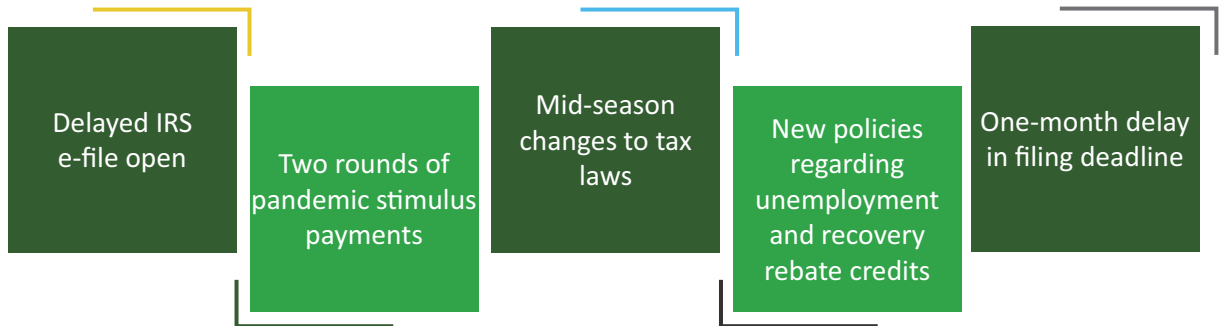 Delayed IRS
e-file open
Two rounds of
pandemic stimulus
payments
Mid-season
changes to tax
laws
New policies
regarding
unemployment
and recovery
rebate credits
One-month delay
in filing deadline